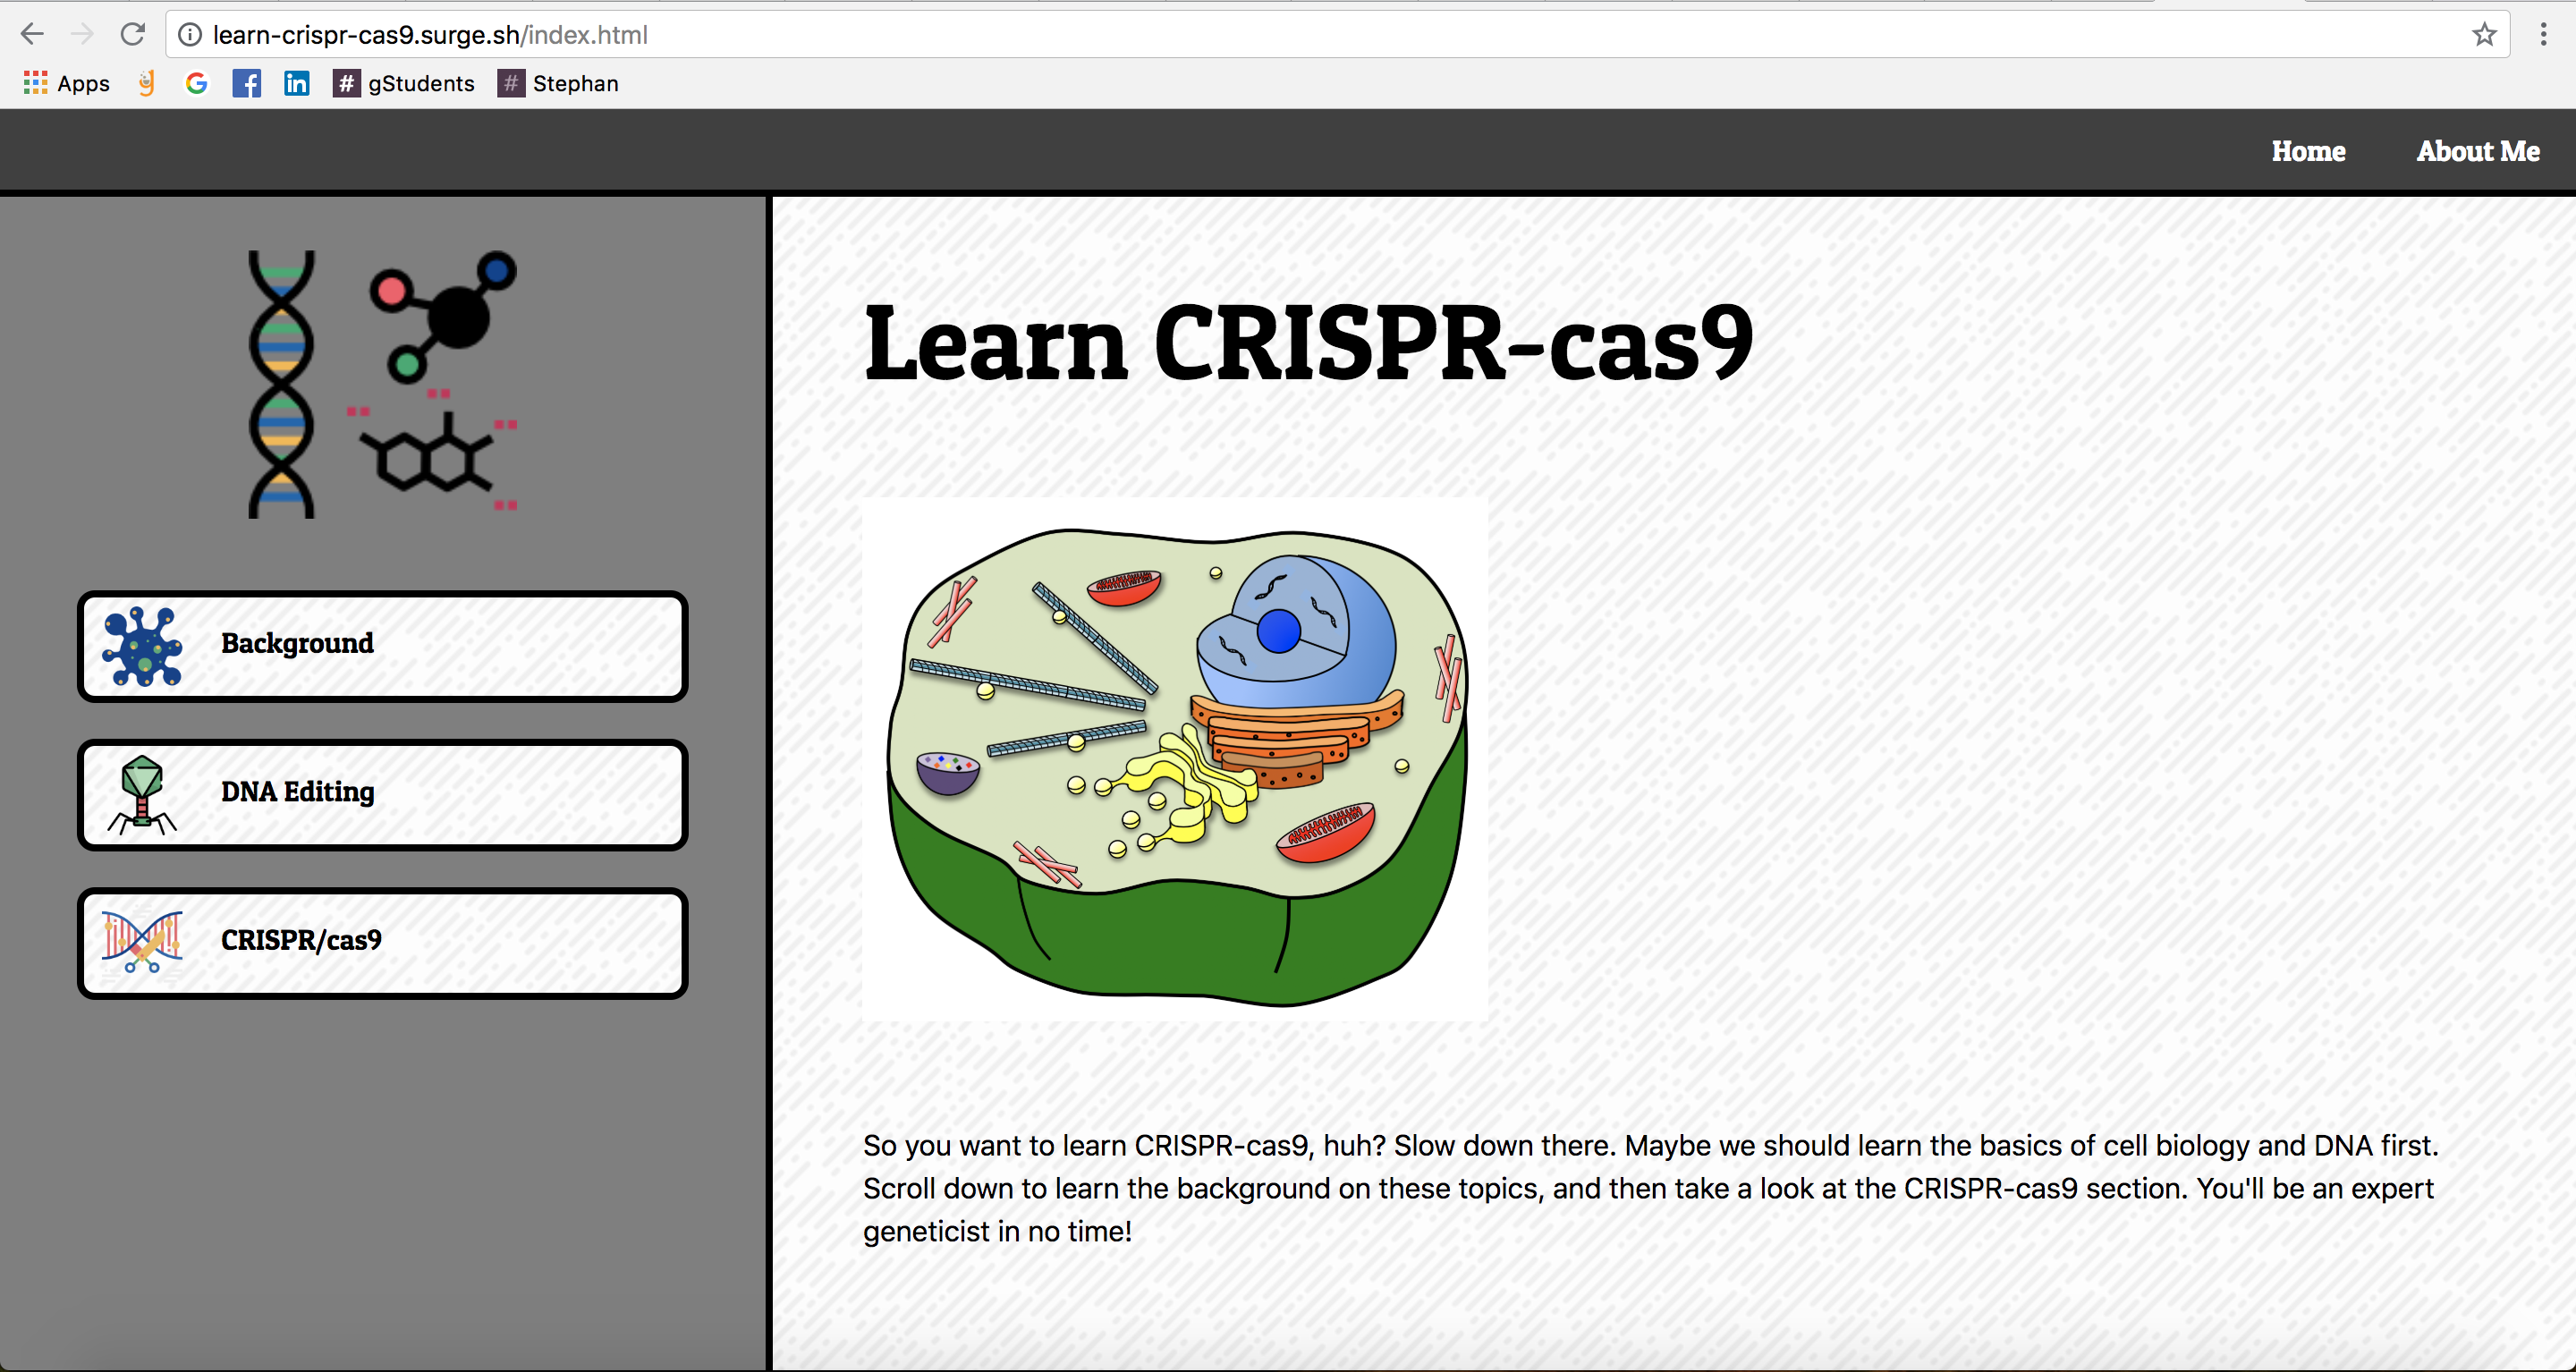 learn-crispr-cas9.surge.sh/index.html
Apps
gStudents
Stephan
Home
About Me
Learn CRISPR-cas9
Background
DNA Editing
CRISPR/cas9
So you want to learn CRISPR-cas9, huh? Slow down there. Maybe we should learn the basics of cell biology and DNA first.
Scroll down to learn the background on these topics, and then take a look at the CRISPR-cas9 section. You'll be an expert
geneticist in no time!